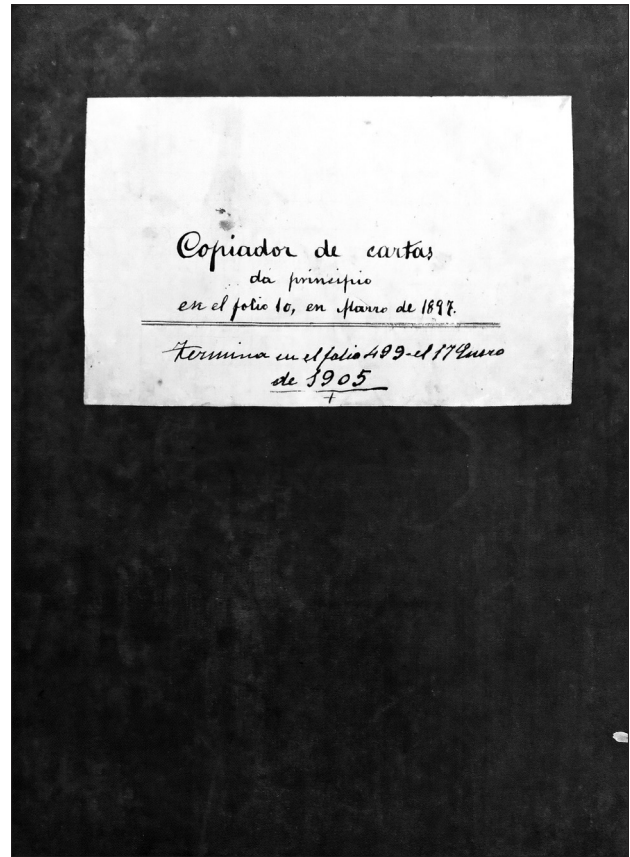 Copiador de cartas
da principio
en el folio 10, en Marzo de 1897.
Termina en el folio 499-el 17 Enero
de 1905